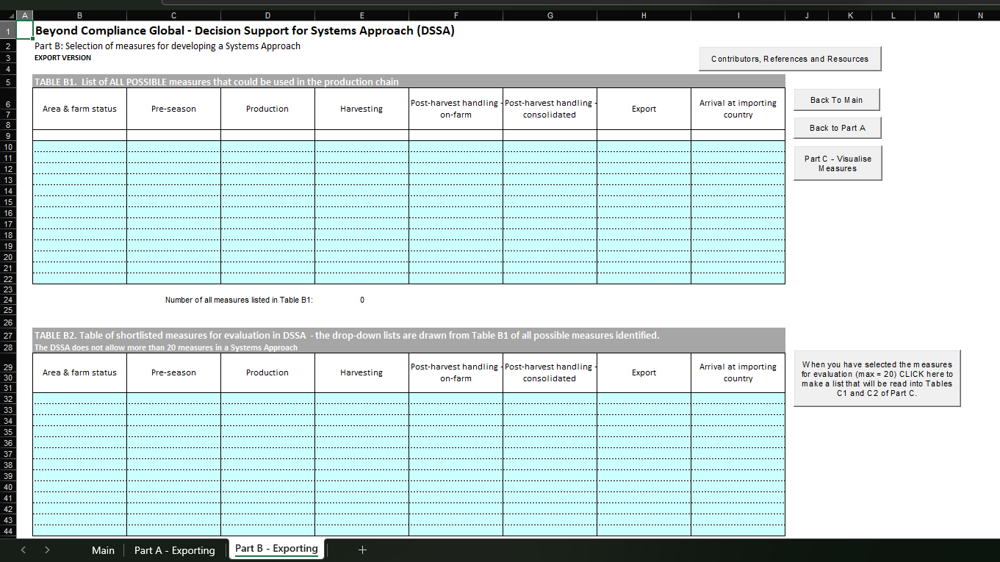 A B C D E F G H I J K L M N
1 Beyond Compliance Global - Decision Support for Systems Approach (DSSA)
2 Part B: Selection of measures for developing a Systems Approach
3 EXPORT VERSION
Contributors, References and Resources
4
5 TABLE B1. List of ALL POSSIBLE measures that could be used in the production chain
6
7
8
Area & farm status
Pre-season
Production
Harvesting
Post-harvest handling -
on-farm
Post-harvest handling -
consolidated
Export
Arrival at importing
country
Back To Main
Back to Part A
Part C - Visualise
Measures
9
10
11
12
13
14
15
16
17
18
19
20
21
22
23
24 Number of all measures listed in Table B1: 0
25
26
27 TABLE B2. Table of shortlisted measures for evaluation in DSSA - the drop-down lists are drawn from Table B1 of all possible measures identified.
28 The DSSA does not allow more than 20 measures in a Systems Approach
29
30
31
Area & farm status
Pre-season
Production
Harvesting
Post-harvest handling -
on-farm
Post-harvest handling -
consolidated
Export
Arrival at importing
country
When you have selected the measures
for evaluation (max = 20) CLICK here to
make a list that will be read into Tables
C1 and C2 of Part C.
32
33
34
35
36
37
38
39
40
41
42
43
44
Main Part A - Exporting Part B - Exporting +